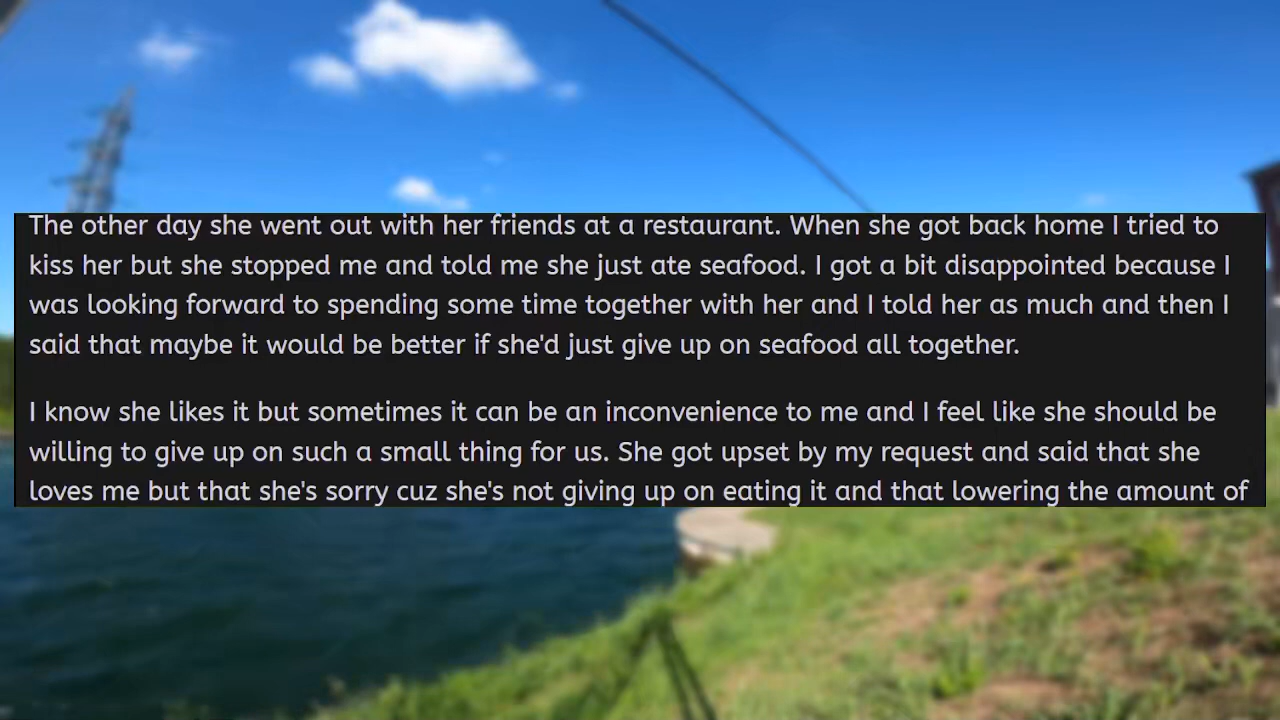 The other day she went out with her friends at a restaurant. When she got back home I tried to
kiss her but she stopped me and told me she just ate seafood. I got a bit disappointed because I
was looking forward to spending some time together with her and I told her as much and then I
said that maybe it would be better if she'd just give up on seafood all together.
I know she likes it but sometimes it can be an inconvenience to me and I feel like she should be
willing to give up on such a small thing for us. She got upset by my request and said that she
loves me but that she's sorry cuz she's not giving up on eating it and that lowering the amount of